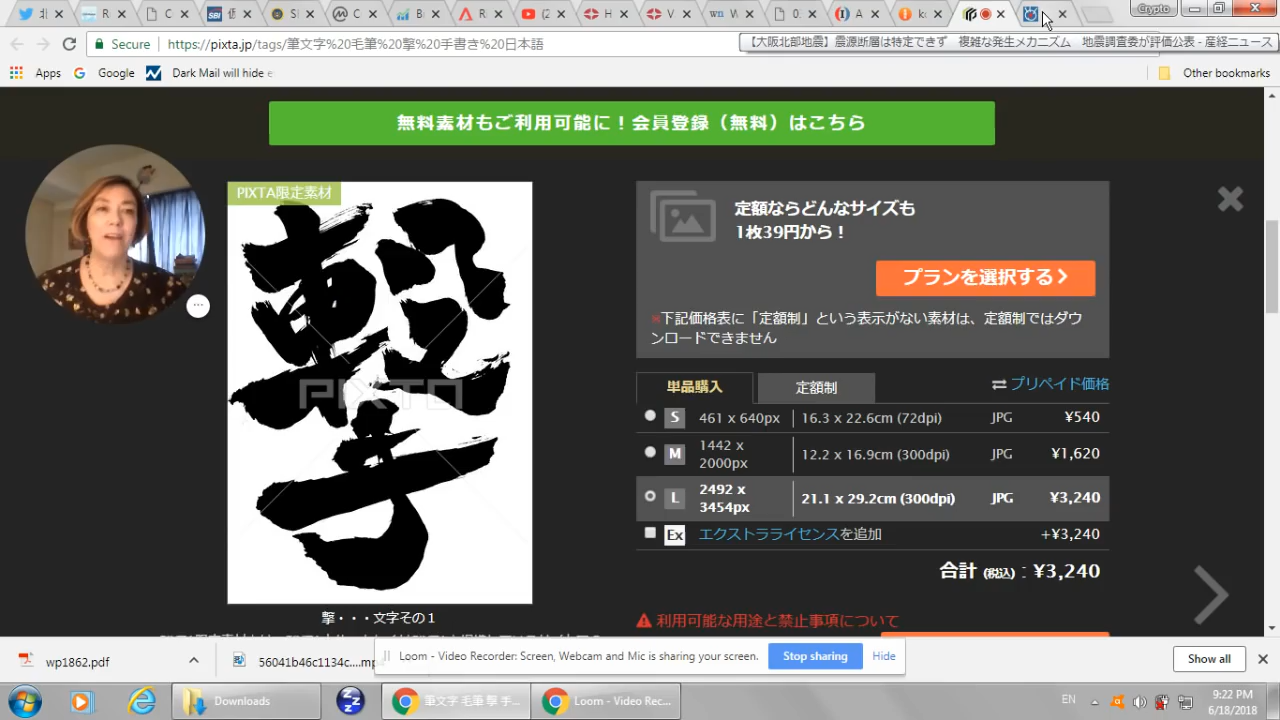 Crypto
Secure
https://pixta.jp/tags/筆文字%20毛筆%20撃%20手書き%20日本語
【大阪北部地震】震源断層は特定できず 複雑な発生メカニズム 地震調査委が評価公表 - 産経ニュース
Apps
Google
Dark Mail will hide e
Other bookmarks
無料素材もご利用可能に！会員登録（無料）はこちら
PIXTA限定素材
撃
PIXTA
撃・・・文字その１
定額ならどんなサイズも
1枚39円から！
プランを選択する
※下記価格表に「定額制」という表示がない素材は、定額制ではダウ
ンロードできません
単品購入
定額制
プリペイド価格
S 461 x 640px 16.3 x 22.6cm (72dpi) JPG ¥540
M 1442 x 2000px 12.2 x 16.9cm (300dpi) JPG ¥1,620
L 2492 x 3454px 21.1 x 29.2cm (300dpi) JPG ¥3,240
Ex エクストラライセンスを追加 +¥3,240
合計 (税込)：¥3,240
利用可能な用途と禁止事項について
wp1862.pdf
56041b46c1134c....mp
Loom - Video Recorder: Screen, Webcam and Mic is sharing your screen.
Stop sharing
Hide
Show all
Downloads
筆文字 毛筆 撃 手...
Loom - Video Rec...
EN
9:22 PM
6/18/2018